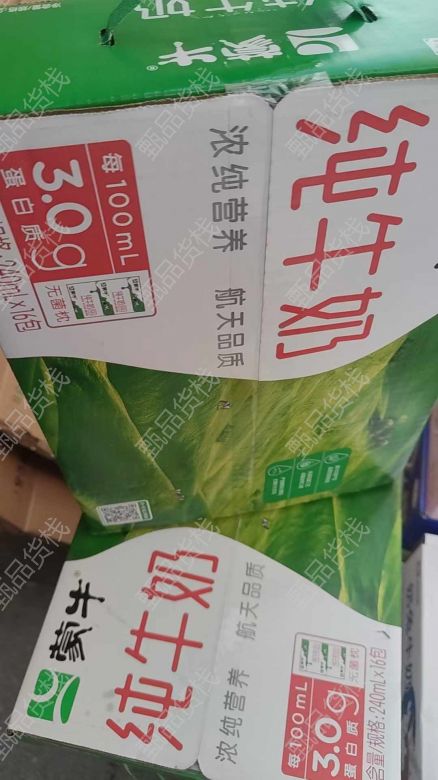 蒙牛
纯牛奶
浓纯营养 航天品质
每100mL
3.0g
蛋白质
无菌枕
240mL×16包
蒙牛
纯牛奶
浓纯营养 航天品质
每100mL
3.0g
蛋白质
无菌枕
含量/规格:240mL×16包
甄品货栈